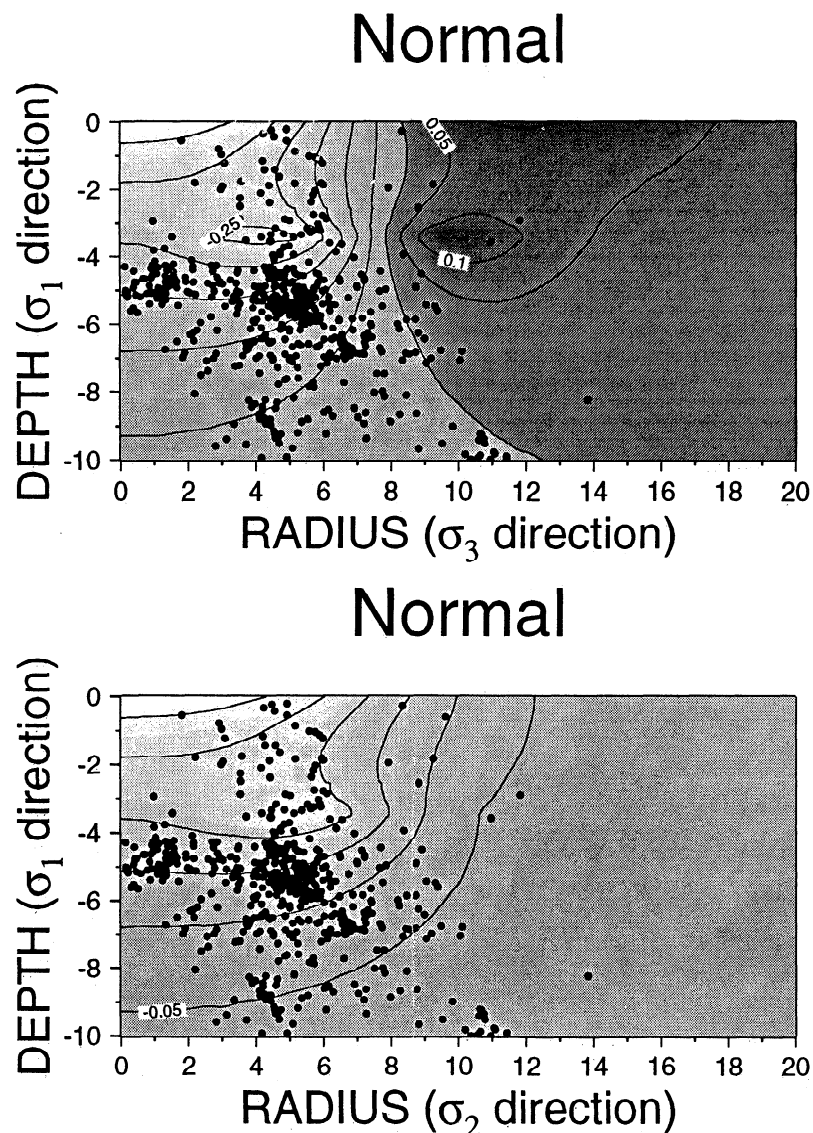 Normal
0.05
0
-2
-4
-6
-8
-10
-0.25
0.1
DEPTH (σ1 direction)
0 2 4 6 8 10 12 14 16 18 20
RADIUS (σ3 direction)
Normal
0
-2
-4
-6
-8
-10
-0.05
DEPTH (σ1 direction)
0 2 4 6 8 10 12 14 16 18 20
RADIUS (σ2 direction)